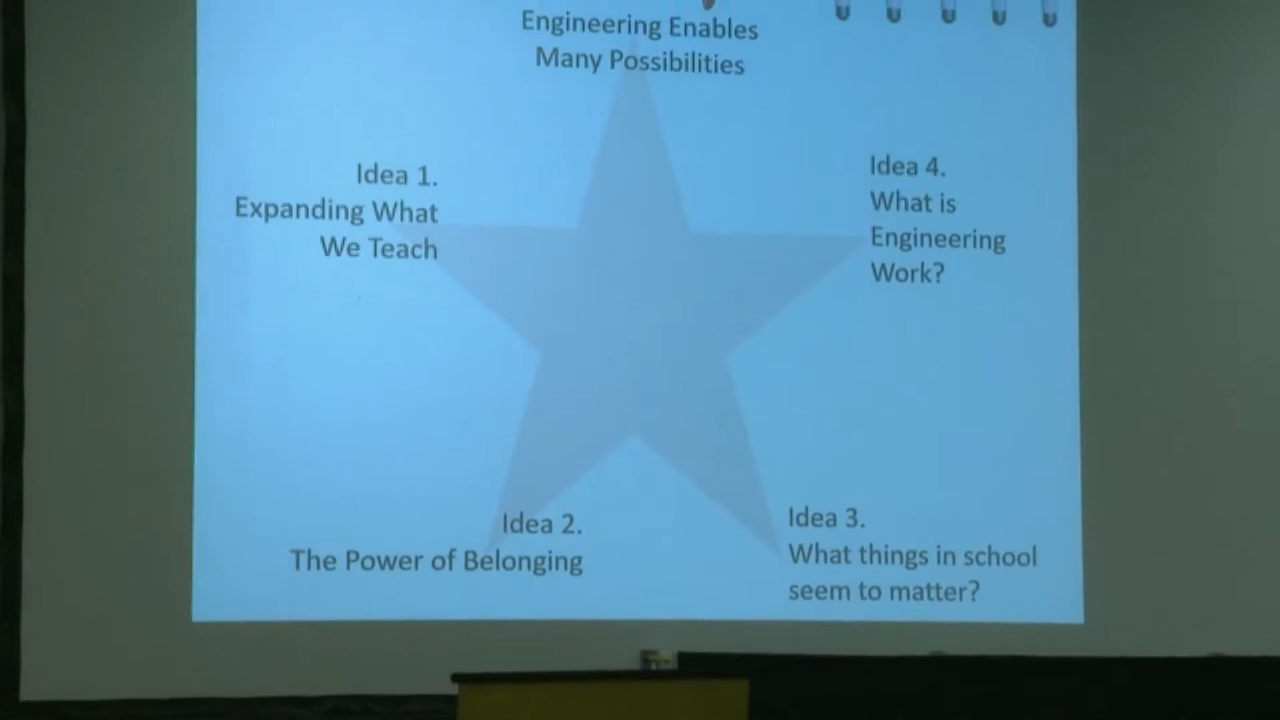 Engineering Enables
Many Possibilities
Idea 1.
Expanding What
We Teach
Idea 4.
What is
Engineering
Work?
Idea 2.
The Power of Belonging
Idea 3.
What things in school
seem to matter?